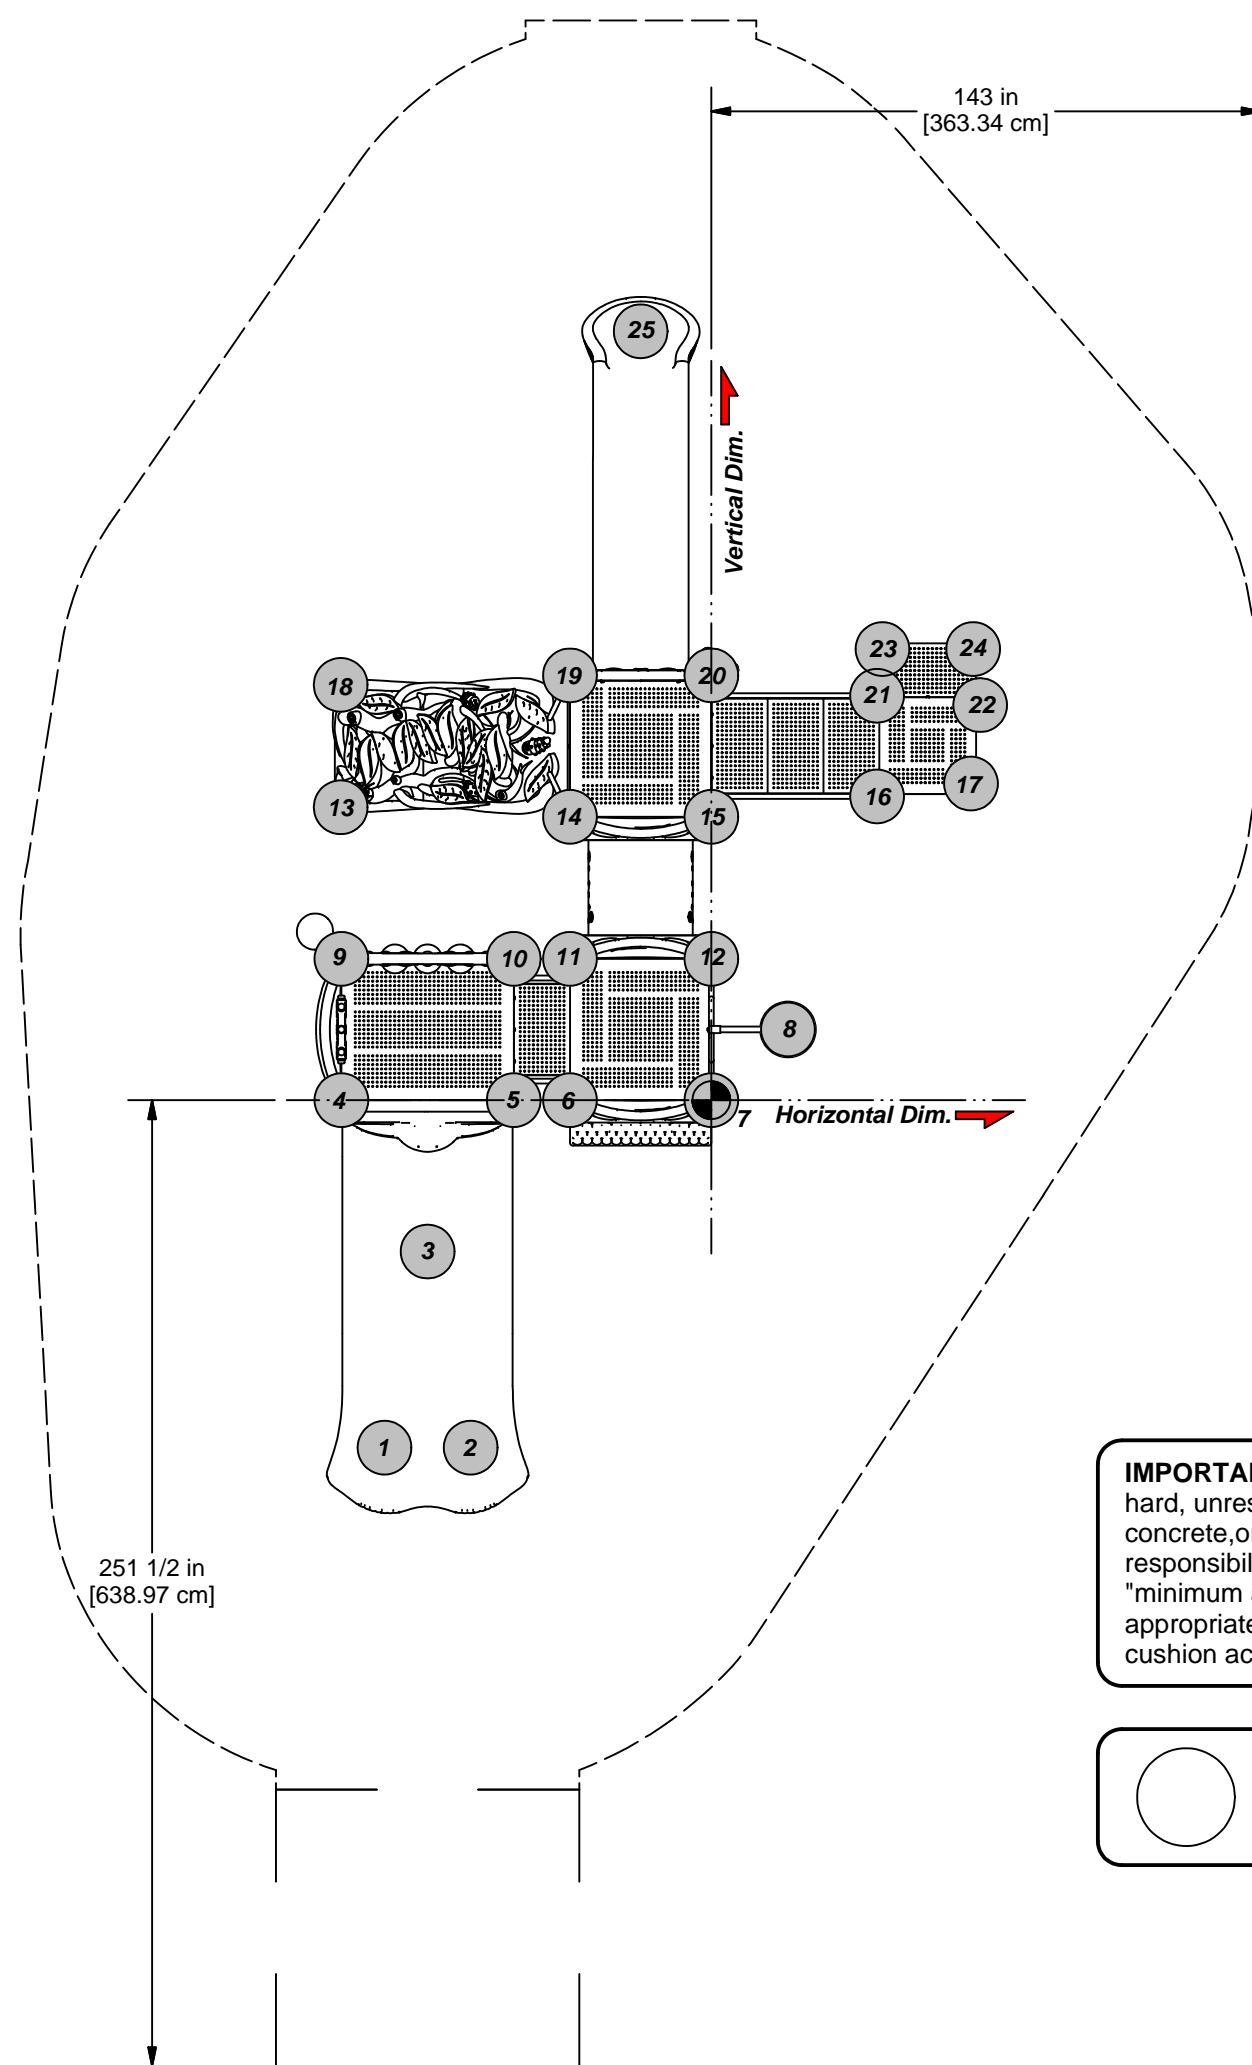 143 in
[363.34 cm]
25
Vertical Dim.
23
24
19
20
18
21
22
17
13
14
15
16
9
10
11
12
8
4
5
6
7
Horizontal Dim.
3
1
2
hard, unres
concrete,or
responsibil
"minimum
appropriate
cushion ac
251 1/2 in
[638.97 cm]